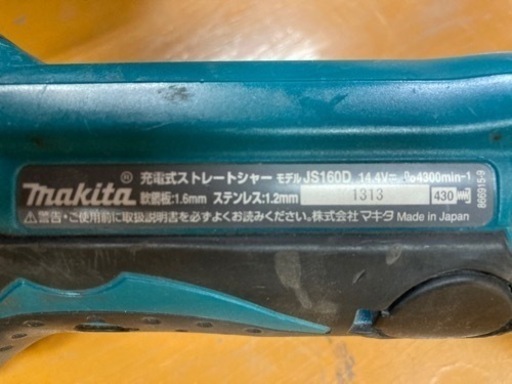 makita® 充電式ストレートシャー モデル JS160D 14.4V⎓ n₀4300min⁻¹
軟鋼板:1.6mm ステンレス:1.2mm 1313 430
⚠警告・ご使用前に取扱説明書を必ずよくお読みください。株式会社 マキタ Made in Japan
866915-9